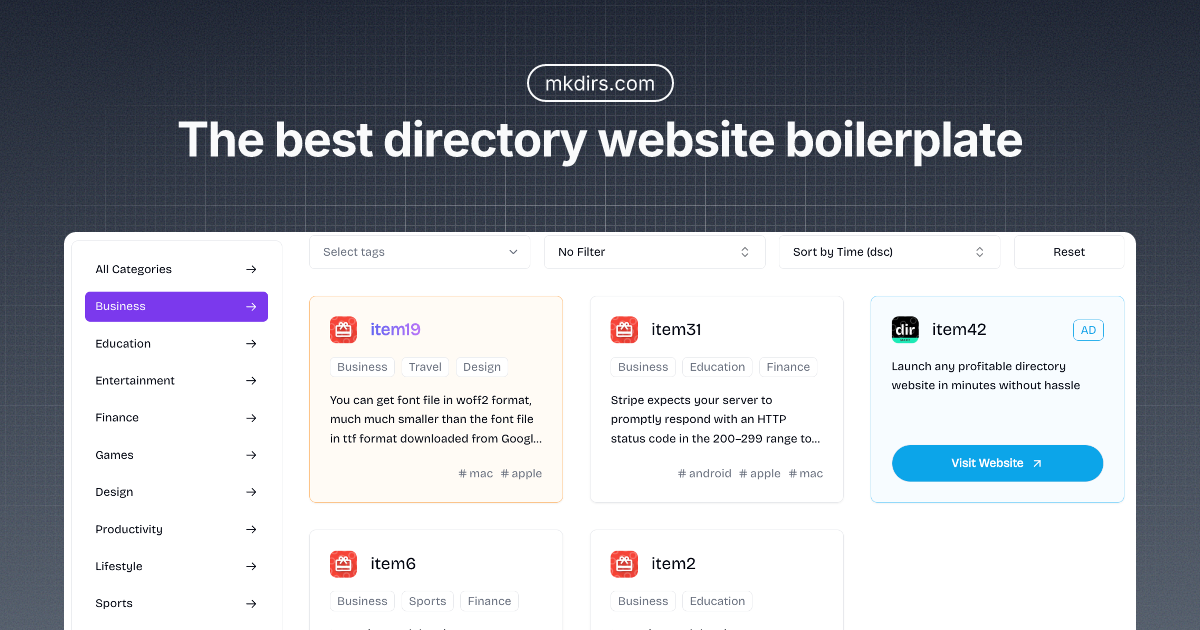 mkdirs.com
The best directory website boilerplate
All Categories
Business
Education
Entertainment
Finance
Games
Design
Productivity
Lifestyle
Sports
Select tags
No Filter
Sort by Time (dsc)
Reset
item19
Business Travel Design
You can get font file in woff2 format,
much much smaller than the font file
in ttf format downloaded from Googl...
# mac # apple
item31
Business Education Finance
Stripe expects your server to
promptly respond with an HTTP
status code in the 200–299 range to...
# android # apple # mac
dir
item42
AD
Launch any profitable directory
website in minutes without hassle
Visit Website
item6
Business Sports Finance
item2
Business Education